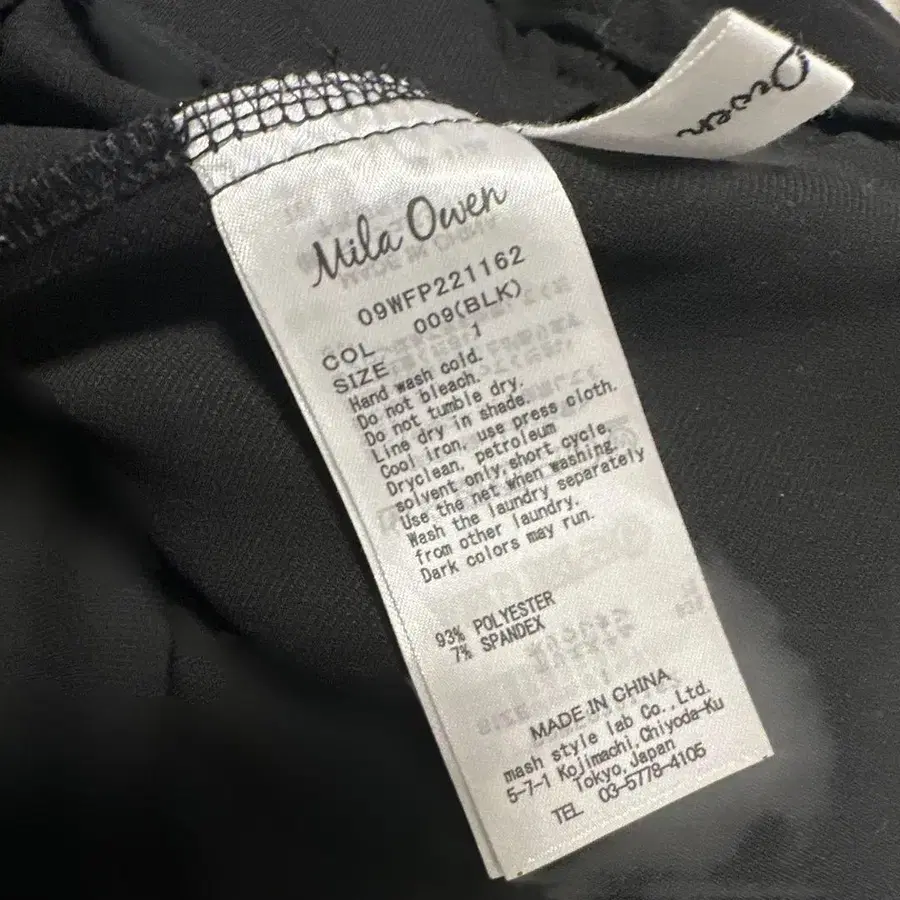 Owen
Mila Owen
09WFP221162
COL 009(BLK)
SIZE 1
Hand wash cold.
Do not bleach.
Do not tumble dry.
Line dry in shade.
Cool iron, use press cloth.
Dryclean, petroleum
solvent only,short cycle.
Use the net when washing.
Wash the laundry separately
from other laundry.
Dark colors may run.
93% POLYESTER
7% SPANDEX
MADE IN CHINA
mash style lab Co.,Ltd.
5-7-1 Kojimachi,Chiyoda-Ku
Tokyo,Japan
TEL 03-5778-4105